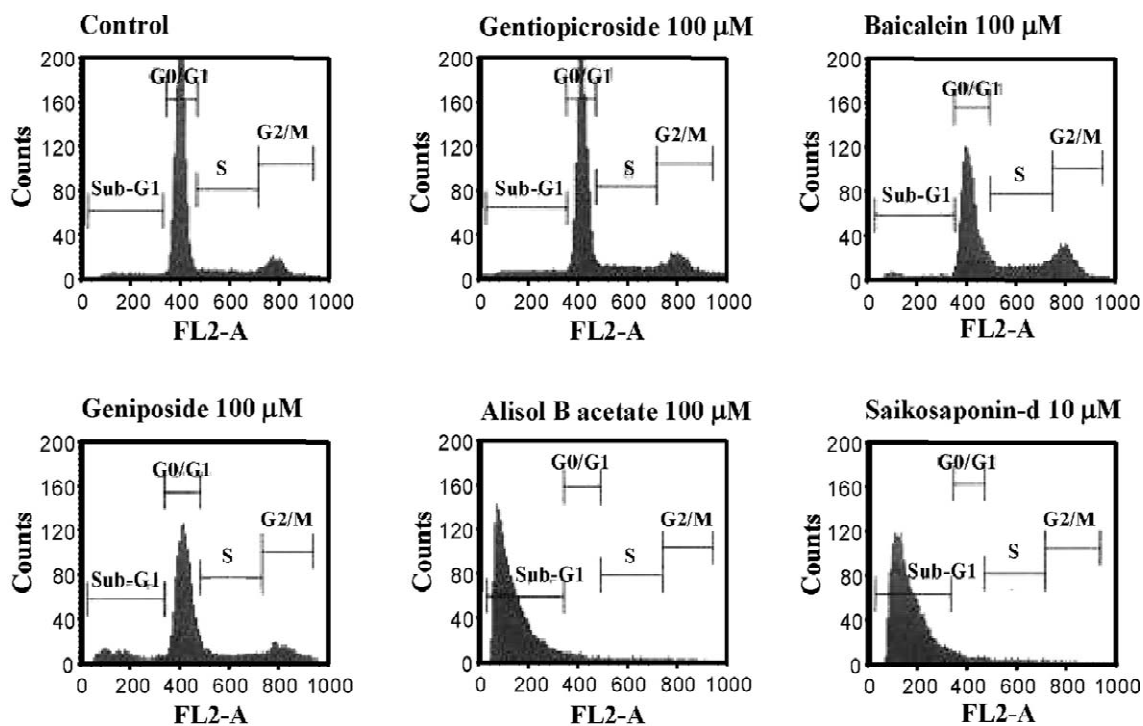 Control
200
160
120
80
40
0
Counts
G0/G1
G2/M
S
Sub-G1
0 200 400 600 800 1000
FL2-A
Gentiopicroside 100 μM
200
160
120
80
40
0
Counts
G0/G1
G2/M
S
Sub-G1
0 200 400 600 800 1000
FL2-A
Baicalein 100 μM
200
160
120
80
40
0
Counts
G0/G1
G2/M
S
Sub-G1
0 200 400 600 800 1000
FL2-A
Geniposide 100 μM
200
160
120
80
40
0
Counts
G0/G1
G2/M
S
Sub-G1
0 200 400 600 800 1000
FL2-A
Alisol B acetate 100 μM
200
160
120
80
40
0
Counts
G0/G1
G2/M
S
Sub-G1
0 200 400 600 800 1000
FL2-A
Saikosaponin-d 10 μM
200
160
120
80
40
0
Counts
G0/G1
G2/M
S
Sub-G1
0 200 400 600 800 1000
FL2-A